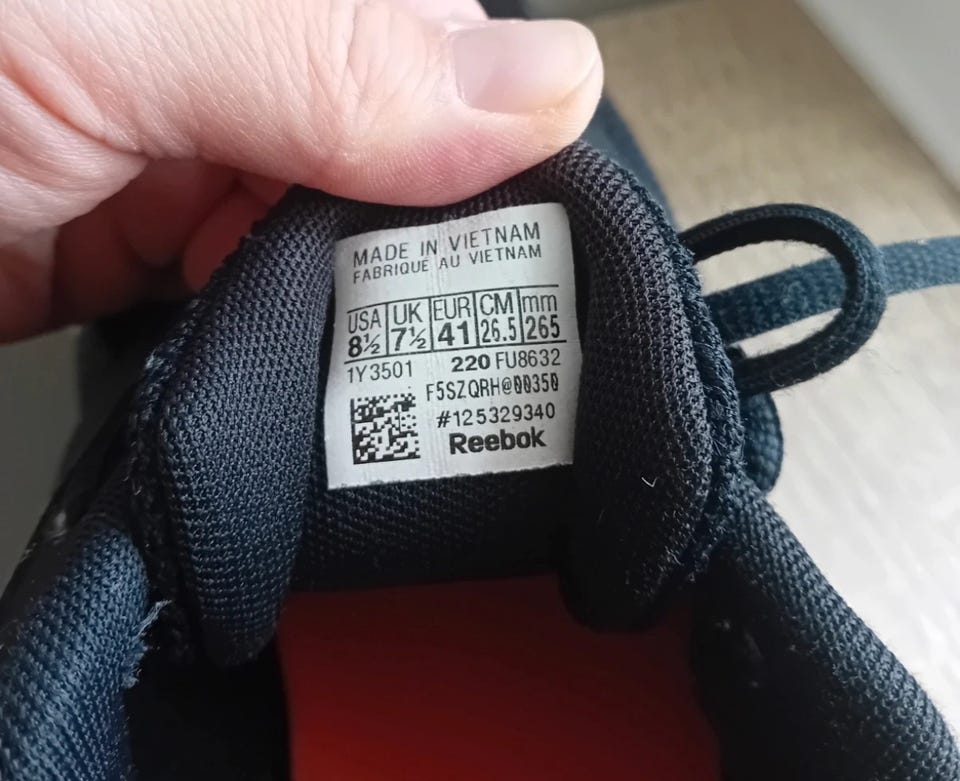 MADE IN VIETNAM
FABRIQUE AU VIETNAM
USA UK EUR CM mm
8½ 7½ 41 26.5 265
1Y3501 220 FU8632
F5SZQRH@00350
#125329340
Reebok